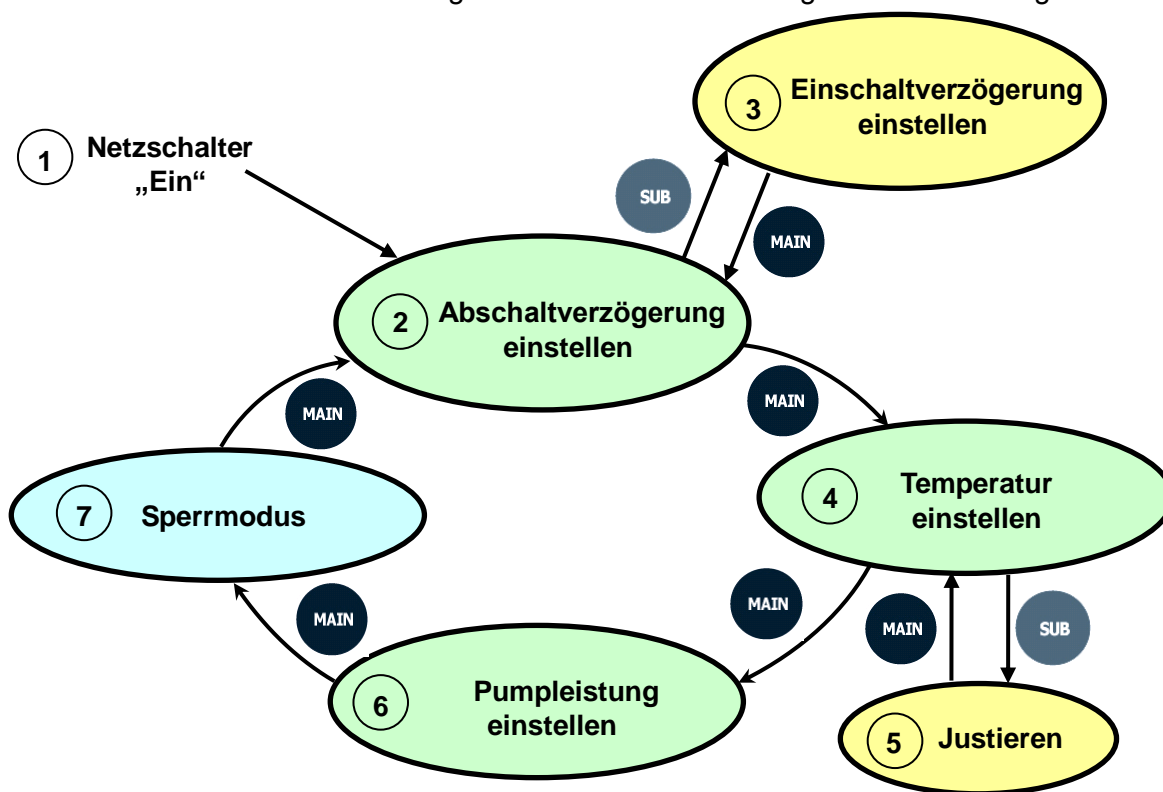 1
Netzschalter
„Ein“
3
Einschaltverzögerung
einstellen
SUB
MAIN
2
Abschaltverzögerung
einstellen
MAIN
MAIN
7
Sperrmodus
4
Temperatur
einstellen
MAIN
MAIN
MAIN
SUB
6
Pumpleistung
einstellen
5
Justieren